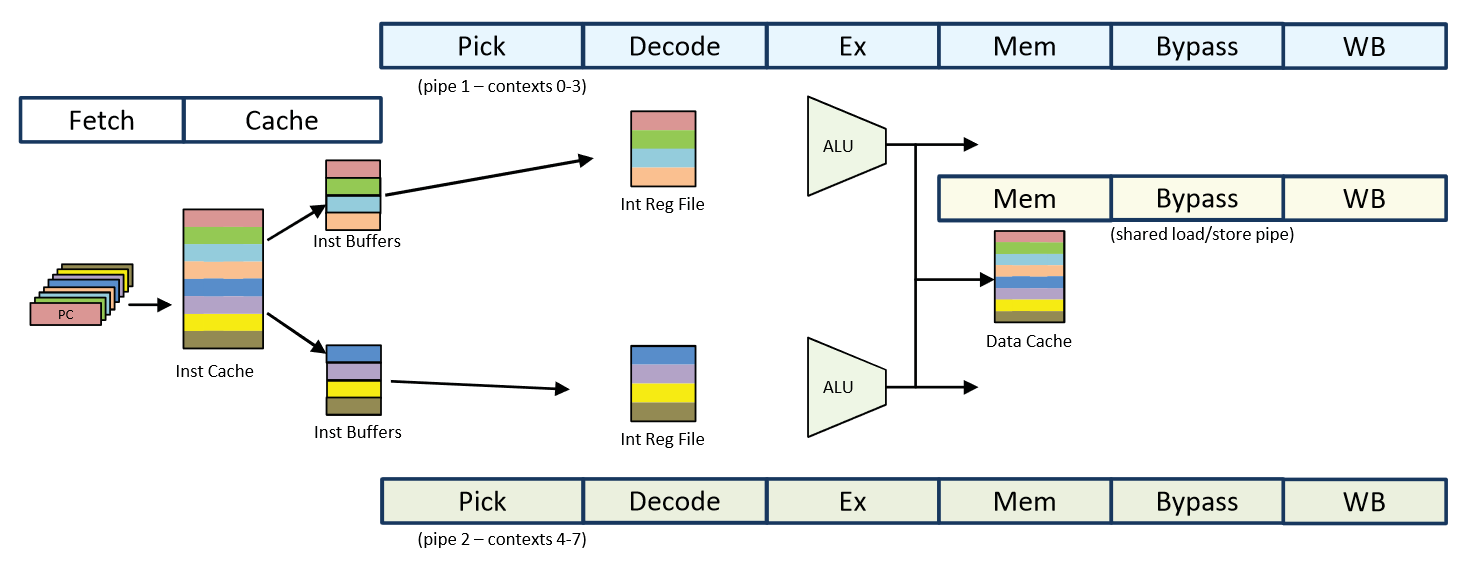 Pick Decode Ex Mem Bypass WB
(pipe 1 – contexts 0-3)
Fetch Cache
ALU
Inst Buffers
Int Reg File
Mem Bypass WB
(shared load/store pipe)
PC
Inst Cache
Data Cache
ALU
Inst Buffers
Int Reg File
Pick Decode Ex Mem Bypass WB
(pipe 2 – contexts 4-7)